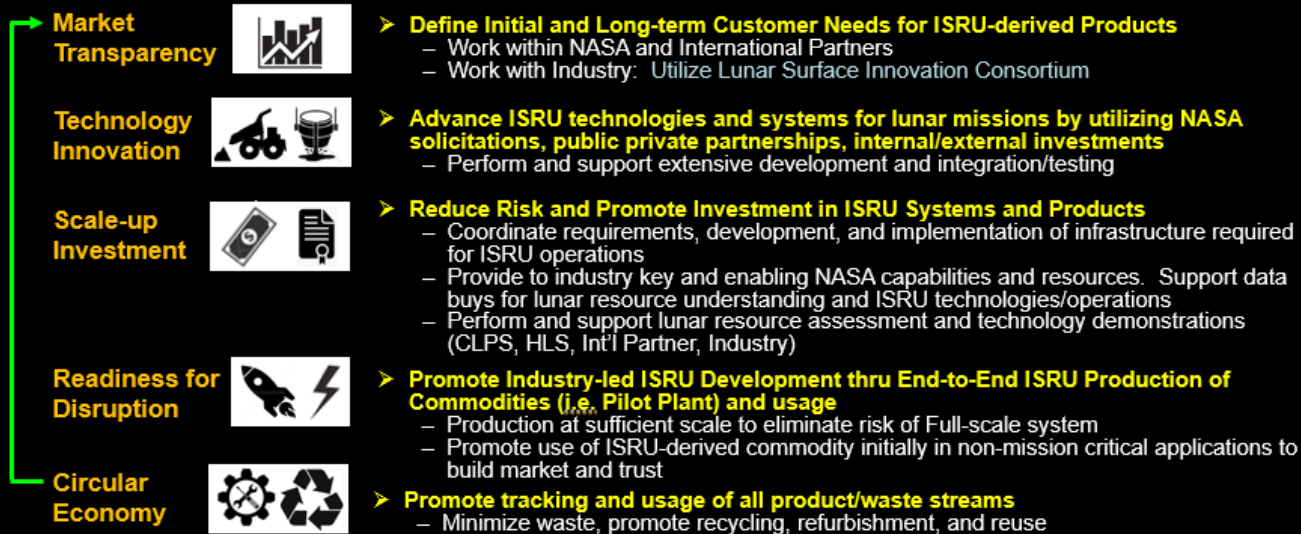 Market
Transparency
➤ Define Initial and Long-term Customer Needs for ISRU-derived Products
– Work within NASA and International Partners
– Work with Industry: Utilize Lunar Surface Innovation Consortium
Technology
Innovation
➤ Advance ISRU technologies and systems for lunar missions by utilizing NASA
solicitations, public private partnerships, internal/external investments
– Perform and support extensive development and integration/testing
Scale-up
Investment
➤ Reduce Risk and Promote Investment in ISRU Systems and Products
– Coordinate requirements, development, and implementation of infrastructure required
for ISRU operations
– Provide to industry key and enabling NASA capabilities and resources. Support data
buys for lunar resource understanding and ISRU technologies/operations
– Perform and support lunar resource assessment and technology demonstrations
(CLPS, HLS, Int'l Partner, Industry)
Readiness for
Disruption
➤ Promote Industry-led ISRU Development thru End-to-End ISRU Production of
Commodities (i.e. Pilot Plant) and usage
– Production at sufficient scale to eliminate risk of Full-scale system
– Promote use of ISRU-derived commodity initially in non-mission critical applications to
build market and trust
Circular
Economy
➤ Promote tracking and usage of all product/waste streams
– Minimize waste, promote recycling, refurbishment, and reuse